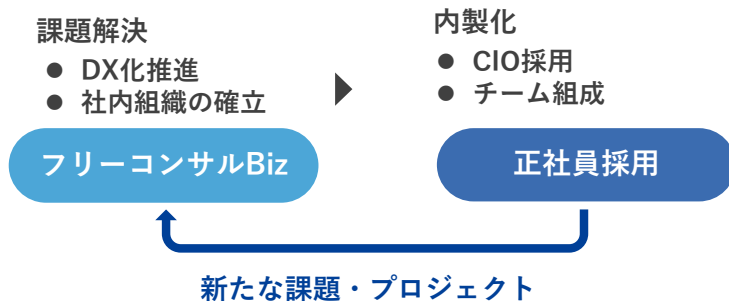 課題解決
● DX化推進
● 社内組織の確立
フリーコンサルBiz
内製化
● CIO採用
● チーム組成
正社員採用
新たな課題・プロジェクト